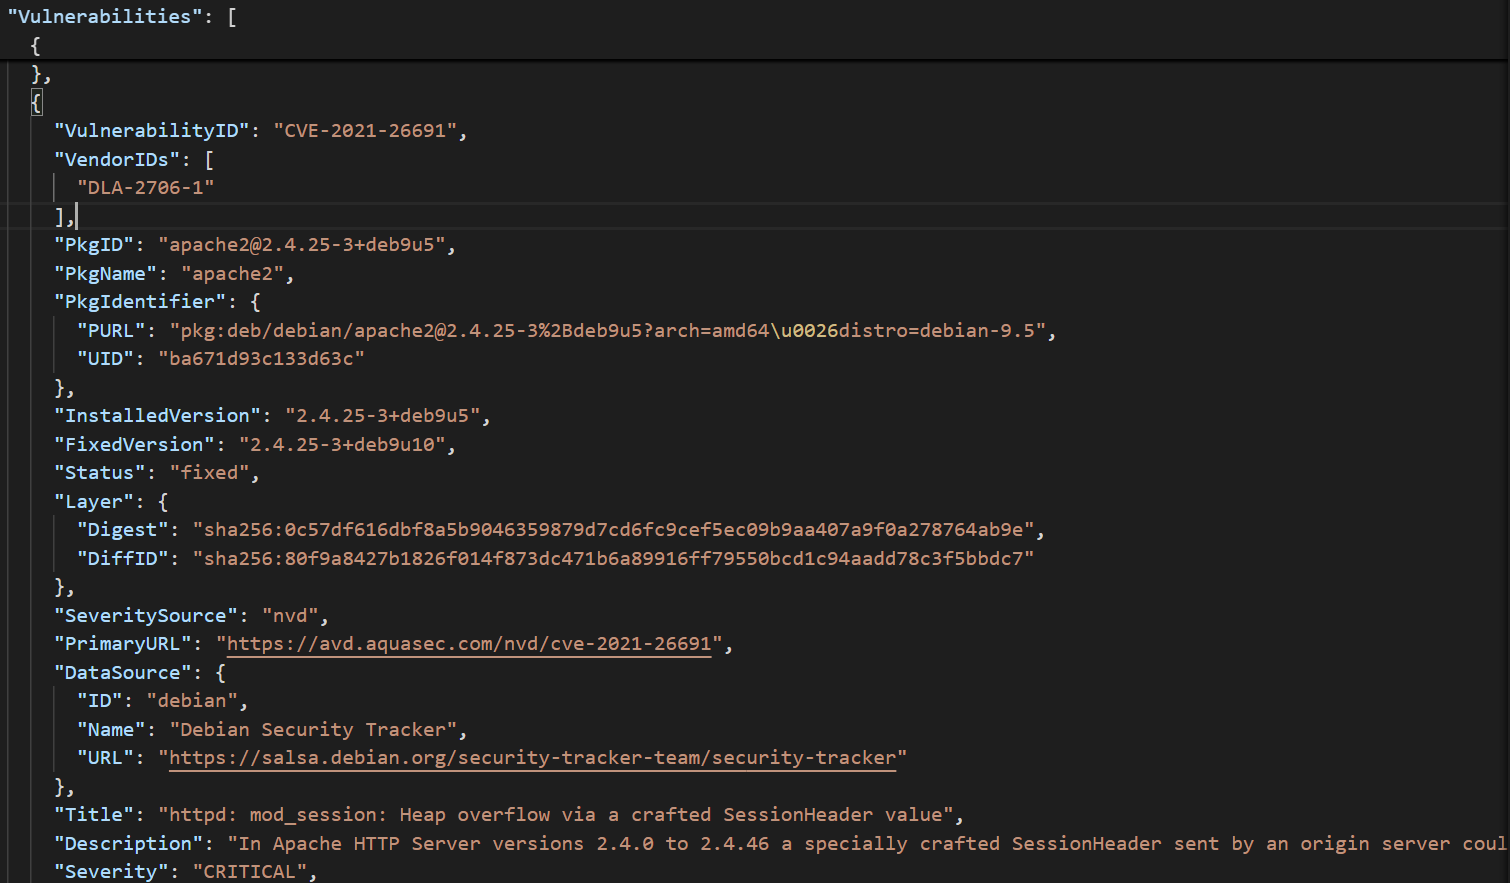 "Vulnerabilities": [
{
},
{
"VulnerabilityID": "CVE-2021-26691",
"VendorIDs": [
"DLA-2706-1"
],
"PkgID": "apache2@2.4.25-3+deb9u5",
"PkgName": "apache2",
"PkgIdentifier": {
"PURL": "pkg:deb/debian/apache2@2.4.25-3%2Bdeb9u5?arch=amd64\u0026distro=debian-9.5",
"UID": "ba671d93c133d63c"
},
"InstalledVersion": "2.4.25-3+deb9u5",
"FixedVersion": "2.4.25-3+deb9u10",
"Status": "fixed",
"Layer": {
"Digest": "sha256:0c57df616dbf8a5b9046359879d7cd6fc9cef5ec09b9aa407a9f0a278764ab9e",
"DiffID": "sha256:80f9a8427b1826f014f873dc471b6a89916ff79550bcd1c94aadd78c3f5bbdc7"
},
"SeveritySource": "nvd",
"PrimaryURL": "https://avd.aquasec.com/nvd/cve-2021-26691",
"DataSource": {
"ID": "debian",
"Name": "Debian Security Tracker",
"URL": "https://salsa.debian.org/security-tracker-team/security-tracker"
},
"Title": "httpd: mod_session: Heap overflow via a crafted SessionHeader value",
"Description": "In Apache HTTP Server versions 2.4.0 to 2.4.46 a specially crafted SessionHeader sent by an origin server coul
"Severity": "CRITICAL",